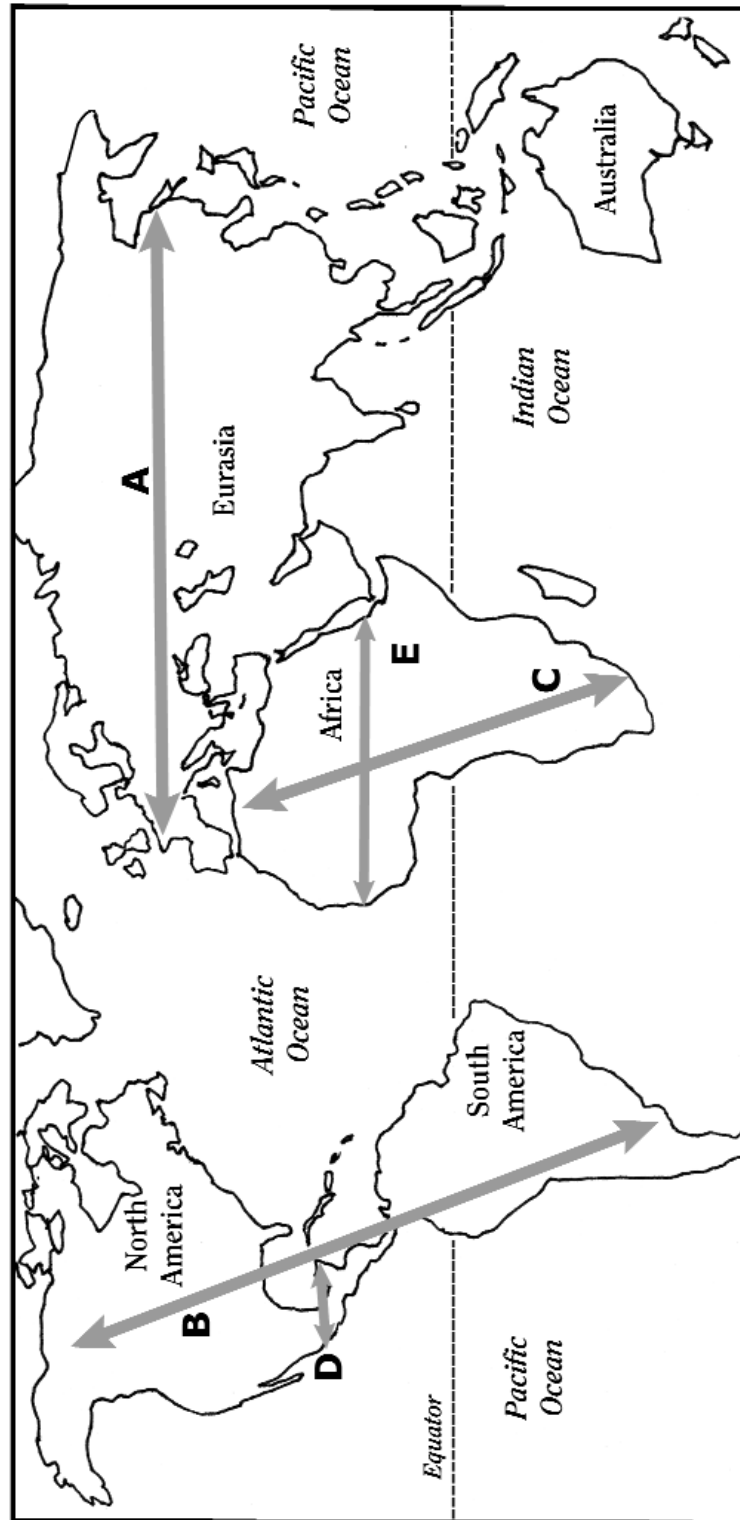 North
America
Atlantic
Ocean
Eurasia
Pacific
Ocean
A
B
Africa
E
D
C
South
America
Equator
Pacific
Ocean
Indian
Ocean
Australia